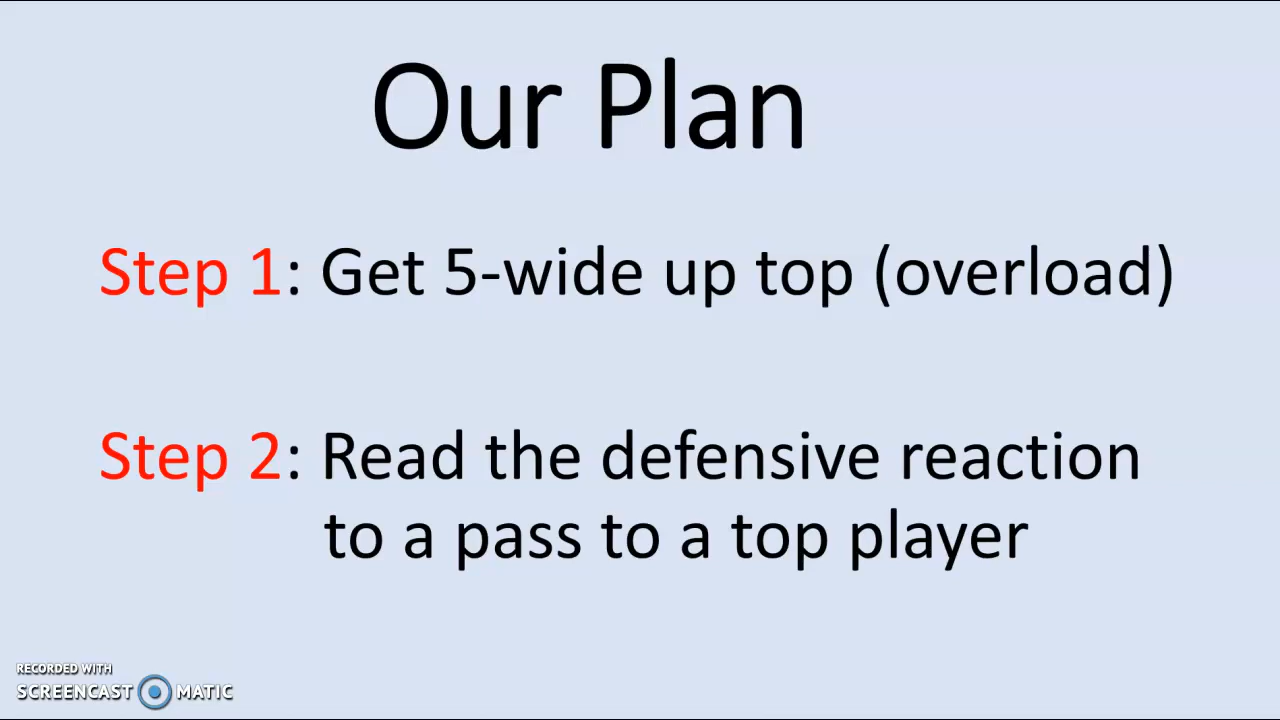 Our Plan
Step 1: Get 5-wide up top (overload)
Step 2: Read the defensive reaction
to a pass to a top player
RECORDED WITH
SCREENCAST MATIC